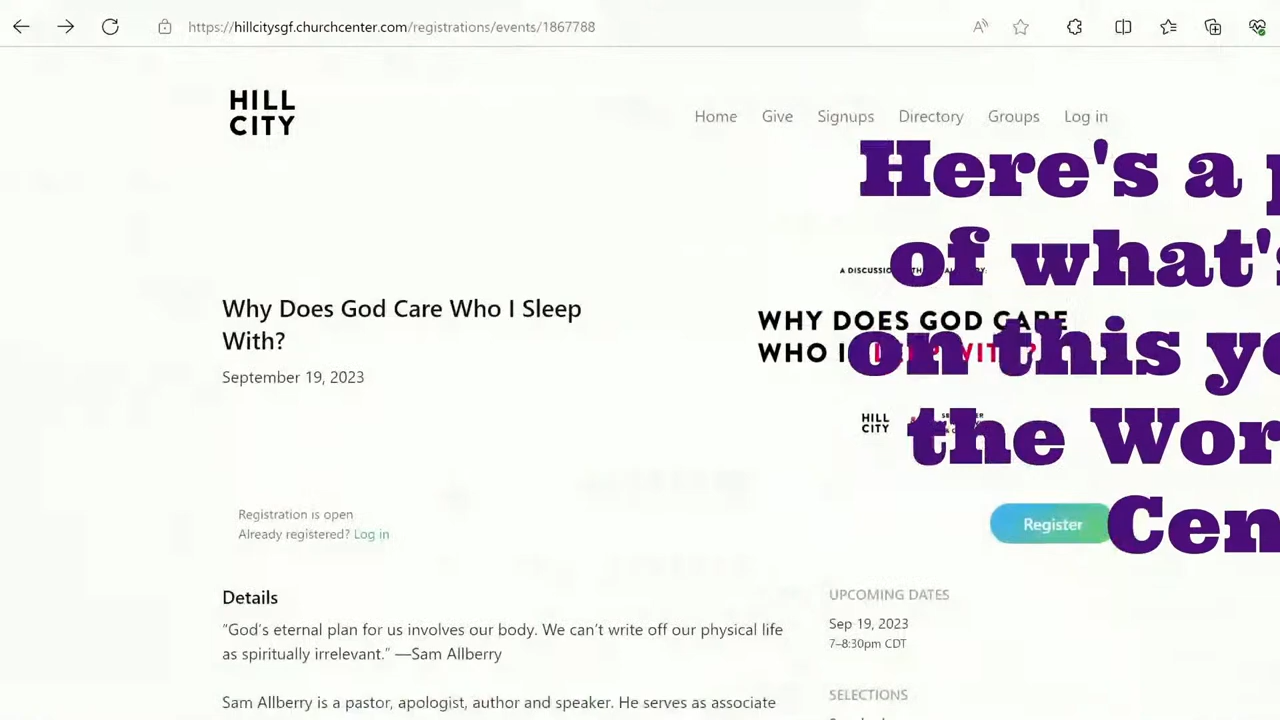 https://hillcitysgf.churchcenter.com/registrations/events/1867788
HILL
CITY
Home Give Signups Directory Groups Log in
Here's a
of what's
on this
the
A DISCUSSION
WHY DOES GOD CARE
WHO I
Why Does God Care Who I Sleep
With?
September 19, 2023
HILL
CITY
Registration is open
Already registered? Log in
Register
Details
“God’s eternal plan for us involves our body. We can’t write off our physical life
as spiritually irrelevant.” —Sam Allberry
Sam Allberry is a pastor, apologist, author and speaker. He serves as associate
UPCOMING DATES
Sep 19, 2023
7–8:30pm CDT
SELECTIONS